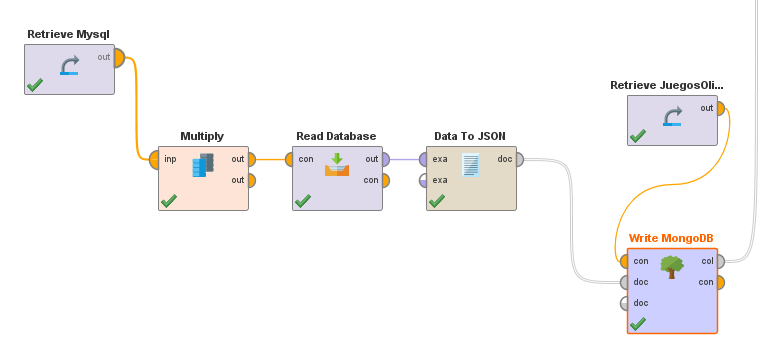 Retrieve Mysql
out
Retrieve JuegosOli...
out
Multiply
inp
out
out
Read Database
con
out
con
Data To JSON
exa
doc
exa
Write MongoDB
con
col
doc
con
doc